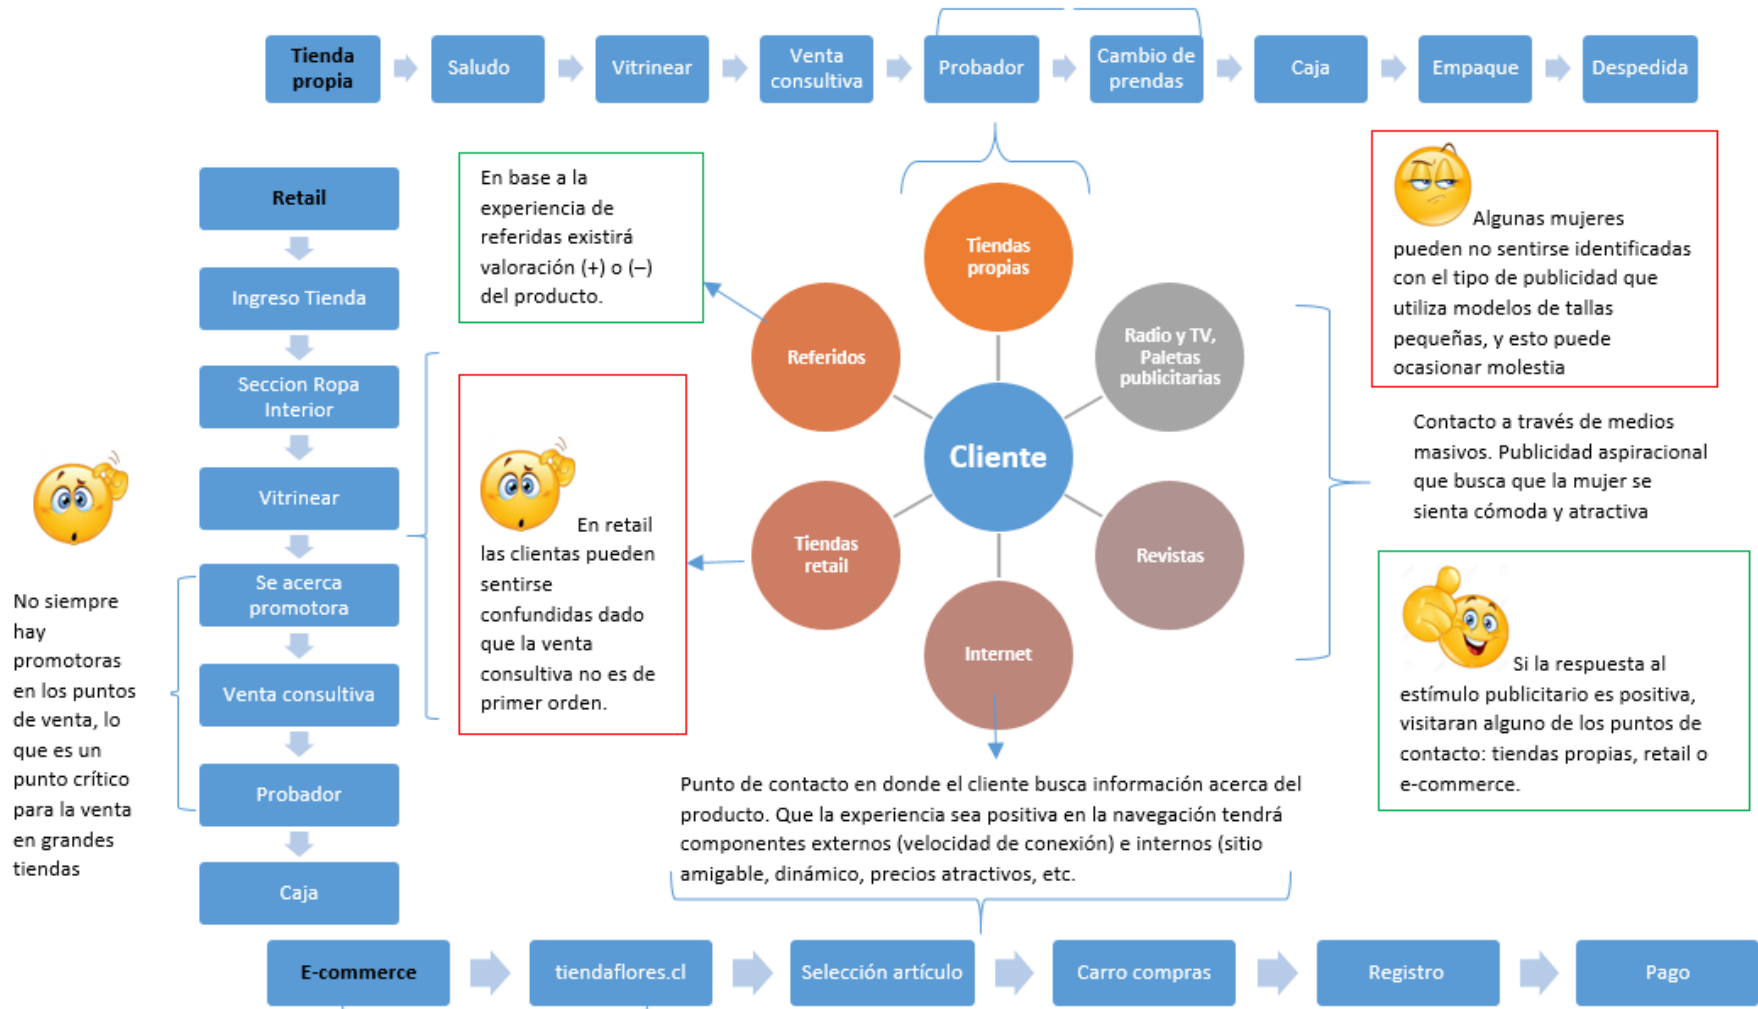 Tienda
propia
Saludo
Vitrinear
Venta
consultiva
Probador
Cambio de
prendas
Caja
Empaque
Despedida
Retail
Ingreso Tienda
Seccion Ropa
Interior
Vitrinear
Se acerca
promotora
Venta consultiva
Probador
Caja
No siempre
hay
promotoras
en los puntos
de venta, lo
que es un
punto crítico
para la venta
en grandes
tiendas
En base a la
experiencia de
referidas existirá
valoración (+) o (–)
del producto.
En retail
las clientas pueden
sentirse
confundidas dado
que la venta
consultiva no es de
primer orden.
Tiendas
propias
Referidos
Radio y TV,
Paletas
publicitarias
Cliente
Tiendas
retail
Revistas
Internet
Algunas mujeres
pueden no sentirse identificadas
con el tipo de publicidad que
utiliza modelos de tallas
pequeñas, y esto puede
ocasionar molestia
Contacto a través de medios
masivos. Publicidad aspiracional
que busca que la mujer se
sienta cómoda y atractiva
Si la respuesta al
estímulo publicitario es positiva,
visitaran alguno de los puntos de
contacto: tiendas propias, retail o
e-commerce.
Punto de contacto en donde el cliente busca información acerca del
producto. Que la experiencia sea positiva en la navegación tendrá
componentes externos (velocidad de conexión) e internos (sitio
amigable, dinámico, precios atractivos, etc.
E-commerce
tiendaflores.cl
Selección artículo
Carro compras
Registro
Pago